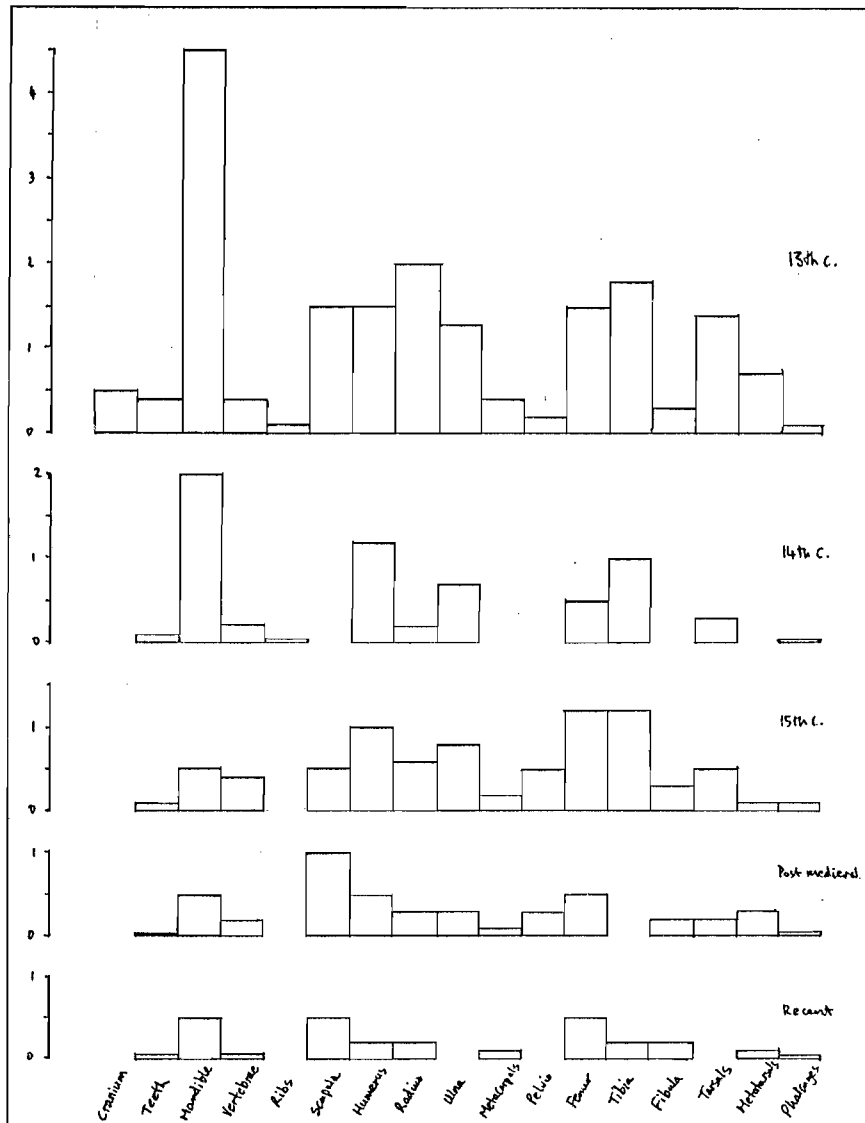 4
3
2
1
0
13th c.
2
1
0
14th c.
1
0
15th c.
1
0
Post medieval.
1
0
Recent
Cranium
Teeth
Mandible
Vertebrae
Ribs
Scapula
Humerus
Radius
Ulna
Metacarpals
Pelvis
Femur
Tibia
Fibula
Tarsals
Metatarsals
Phalanges